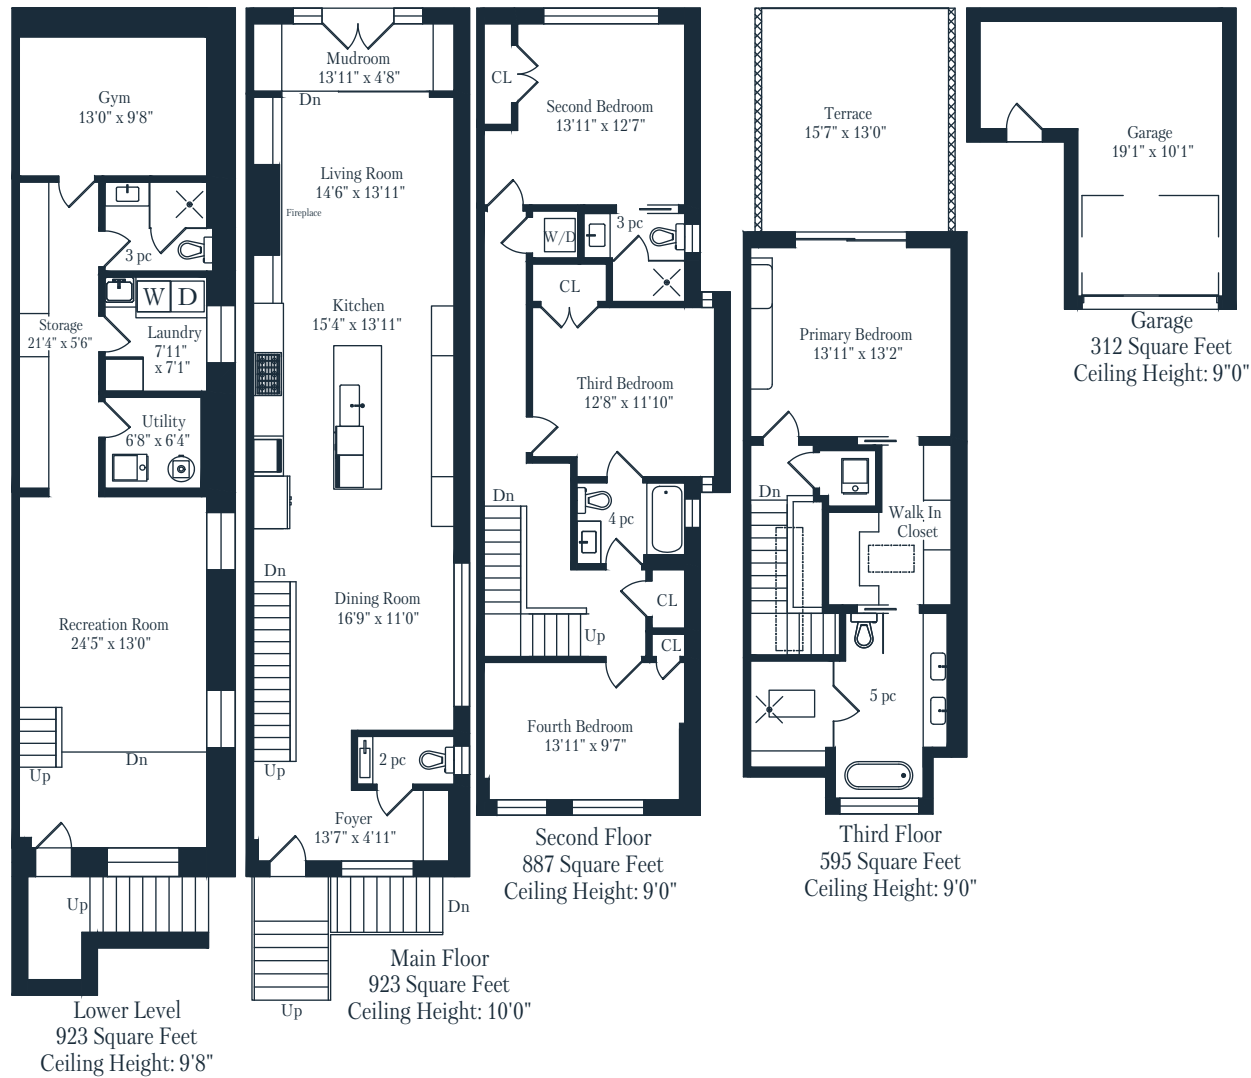 Gym
13'0" x 9'8"
3 pc
W D
Storage
21'4" x 5'6"
Laundry
7'11"
x 7'1"
Utility
6'8" x 6'4"
Recreation Room
24'5" x 13'0"
Up
Dn
Up
Lower Level
923 Square Feet
Ceiling Height: 9'8"
Mudroom
13'11" x 4'8"
Dn
Living Room
14'6" x 13'11"
Fireplace
Kitchen
15'4" x 13'11"
Dn
Dining Room
16'9" x 11'0"
Up
2 pc
Foyer
13'7" x 4'11"
Dn
Up
Main Floor
923 Square Feet
Ceiling Height: 10'0"
CL
Second Bedroom
13'11" x 12'7"
W/D
3 pc
CL
Third Bedroom
12'8" x 11'10"
Dn
4 pc
CL
Up
CL
Fourth Bedroom
13'11" x 9'7"
Second Floor
887 Square Feet
Ceiling Height: 9'0"
Terrace
15'7" x 13'0"
Primary Bedroom
13'11" x 13'2"
Dn
Walk In
Closet
5 pc
Third Floor
595 Square Feet
Ceiling Height: 9'0"
Garage
19'1" x 10'1"
Garage
312 Square Feet
Ceiling Height: 9"0"